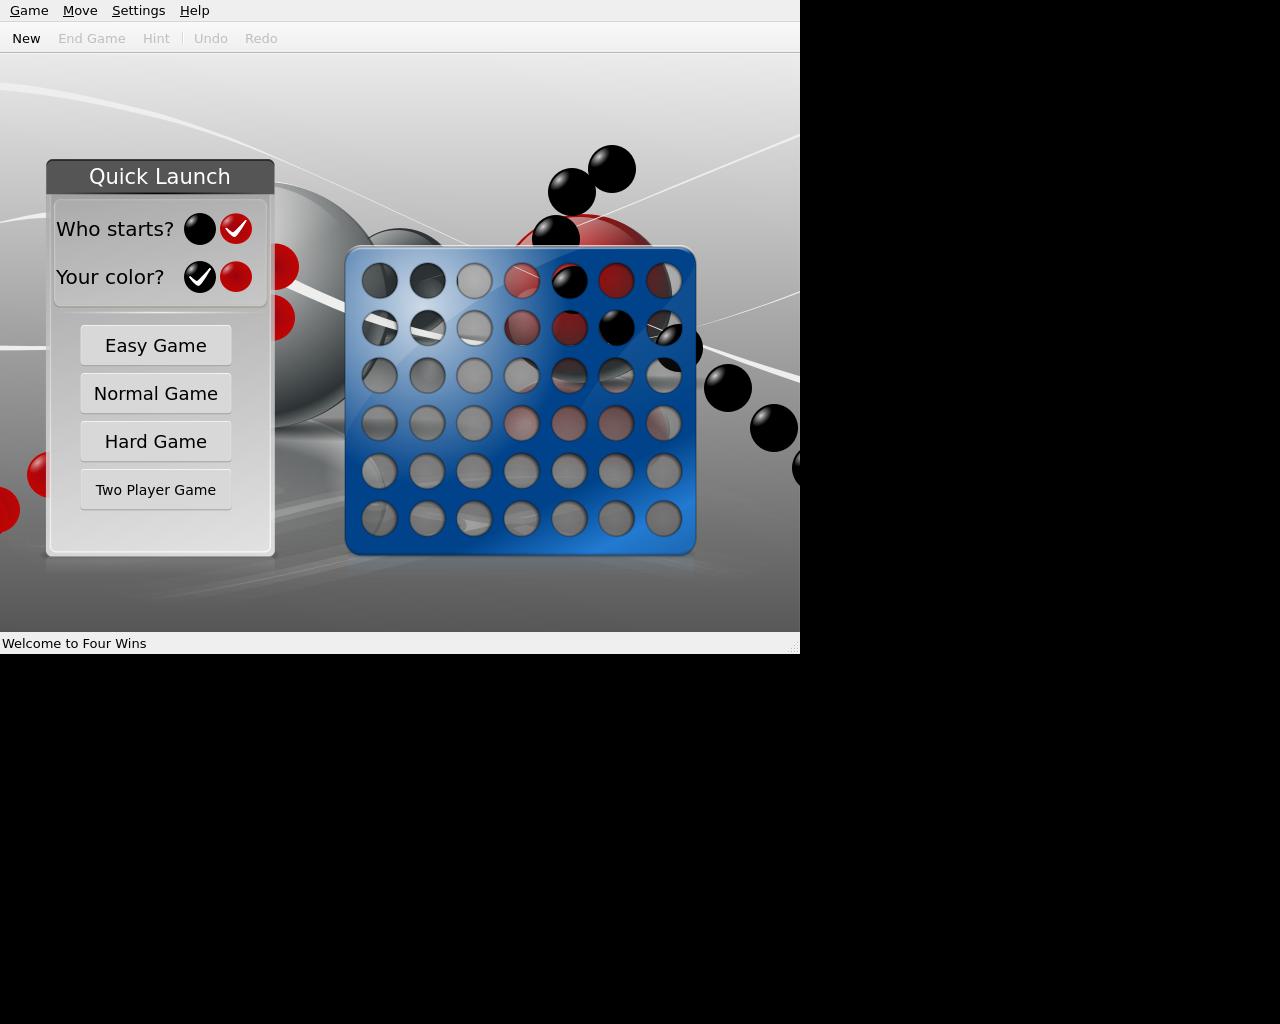 Game Move Settings Help
New End Game Hint Undo Redo
Quick Launch
Who starts?
Your color?
Easy Game
Normal Game
Hard Game
Two Player Game
Welcome to Four Wins